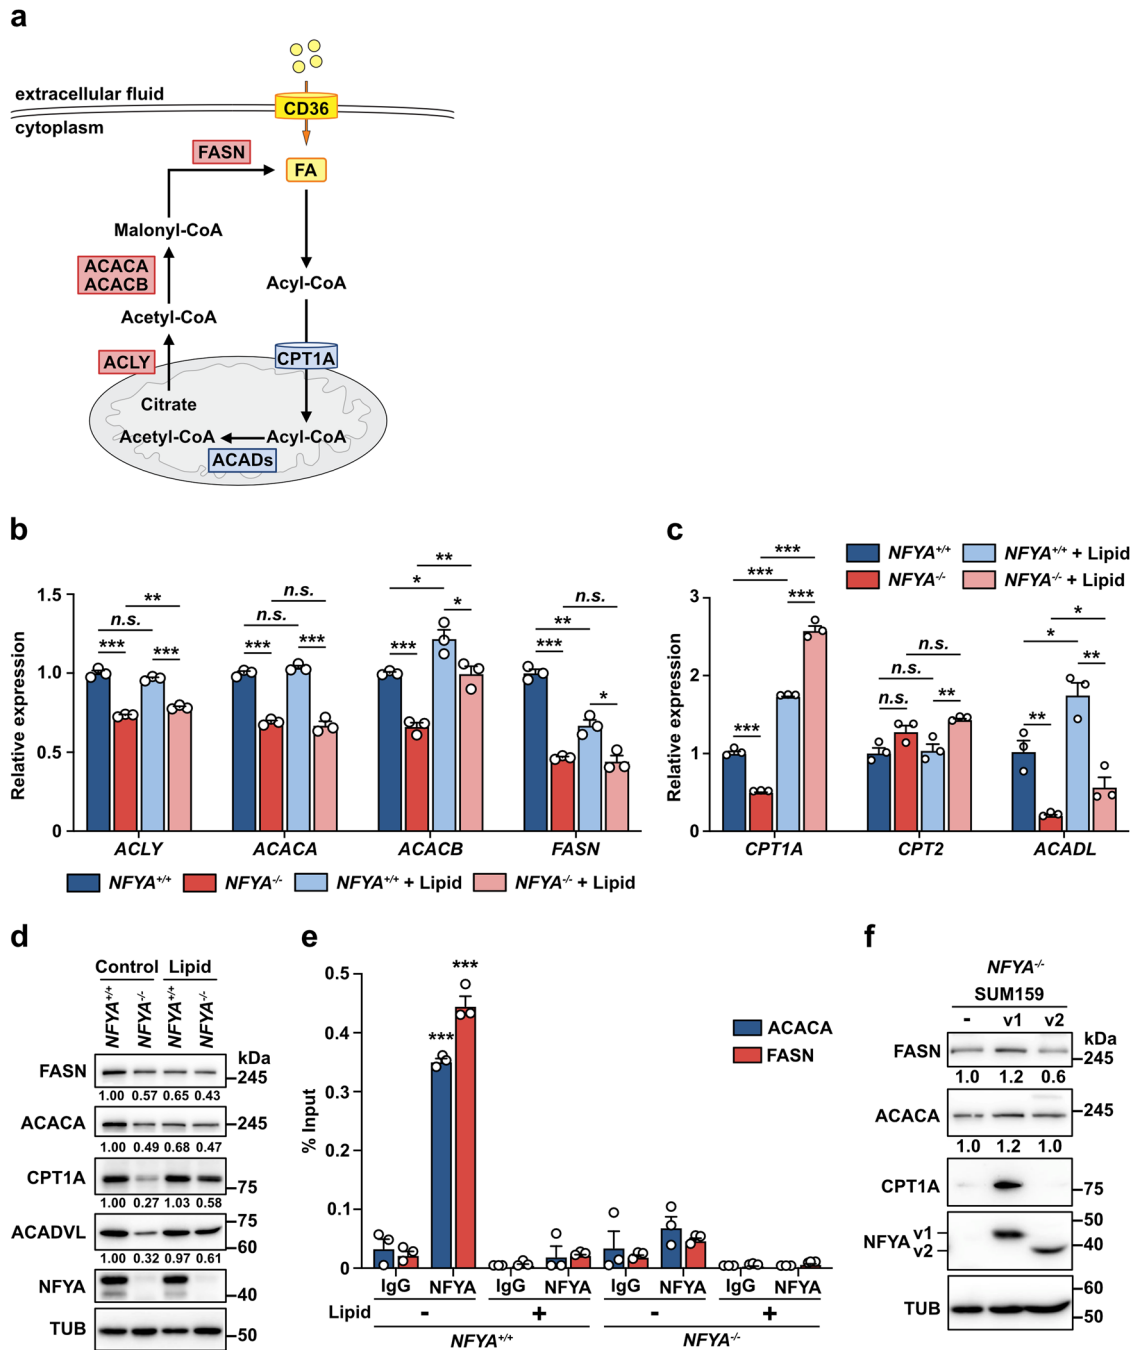 a
extracellular fluid
CD36
cytoplasm
FASN
FA
Malonyl-CoA
ACACA
ACACB
Acyl-CoA
Acetyl-CoA
ACLY
CPT1A
Citrate
Acetyl-CoA
Acyl-CoA
ACADs
b
Relative expression
1.5
1.0
0.5
0
n.s.
***
**
***
n.s.
***
n.s.
***
*
***
**
*
**
***
n.s.
*
ACLY
ACACA
ACACB
FASN
NFYA+/+
NFYA-/-
NFYA+/+ + Lipid
NFYA-/- + Lipid
c
NFYA+/+
NFYA+/+ + Lipid
NFYA-/-
NFYA-/- + Lipid
Relative expression
3
2
1
0
***
***
***
***
n.s.
n.s.
n.s.
**
*
*
**
**
CPT1A
CPT2
ACADL
d
Control
Lipid
NFYA+/+
NFYA-/-
NFYA+/+
NFYA-/-
kDa
FASN
245
1.00 0.57 0.65 0.43
ACACA
245
1.00 0.49 0.68 0.47
CPT1A
75
1.00 0.27 1.03 0.58
ACADVL
75
60
1.00 0.32 0.97 0.61
NFYA
40
TUB
50
e
% Input
0.5
0.4
0.3
0.2
0.1
0
***
***
ACACA
FASN
IgG NFYA IgG NFYA IgG NFYA IgG NFYA
Lipid - + - +
NFYA+/+
NFYA-/-
f
NFYA-/-
SUM159
- v1 v2
kDa
FASN
245
1.0 1.2 0.6
ACACA
245
1.0 1.2 1.0
CPT1A
75
NFYA v1
v2
50
40
TUB
60
50